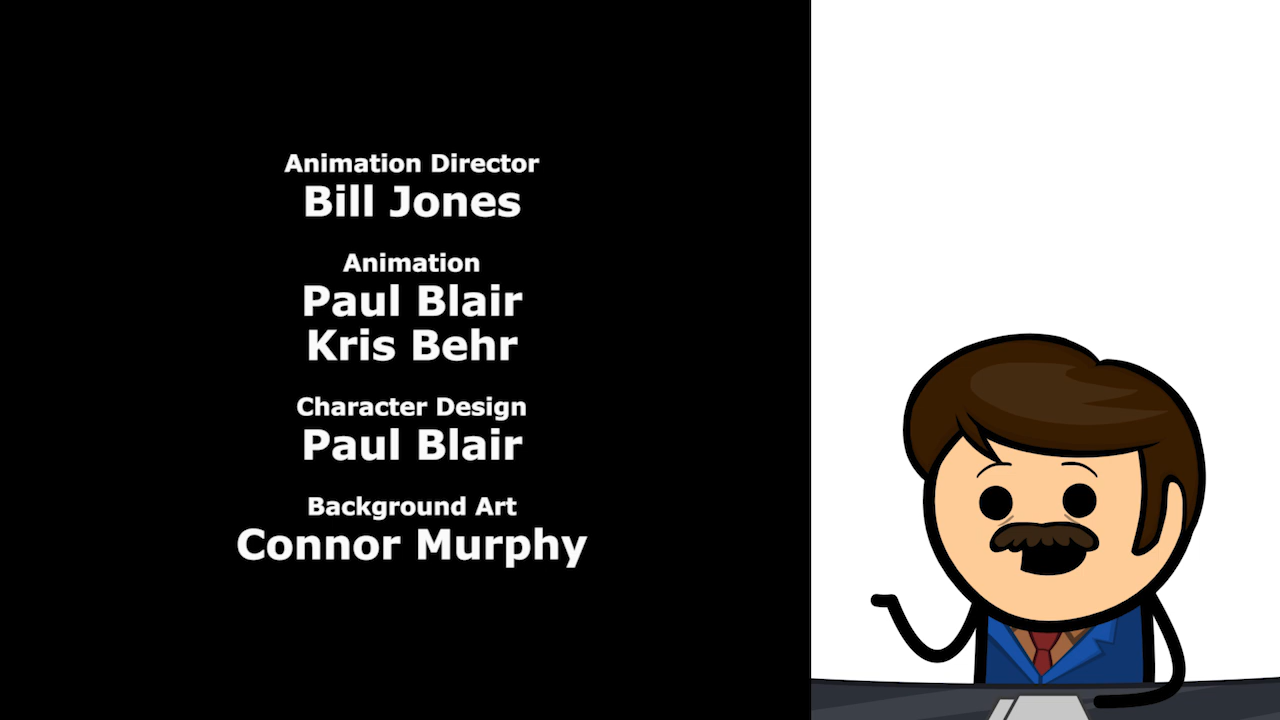 Animation Director
Bill Jones
Animation
Paul Blair
Kris Behr
Character Design
Paul Blair
Background Art
Connor Murphy